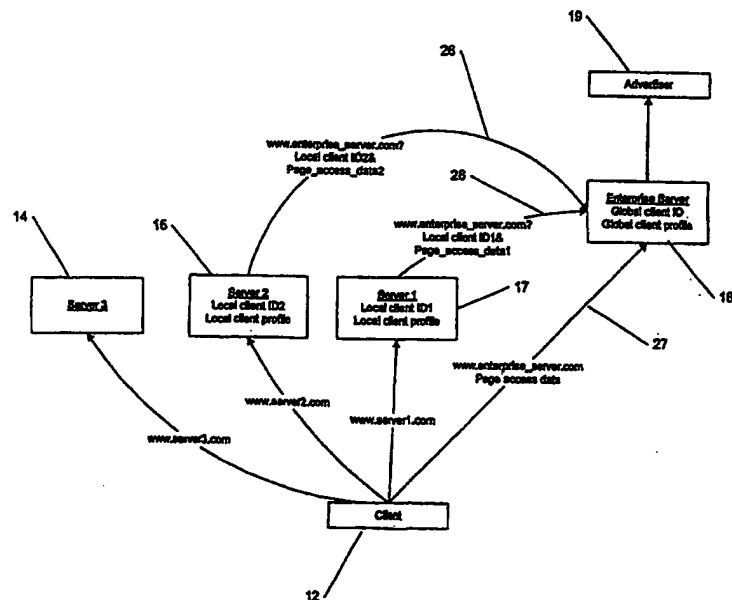 26
19
Advertiser
www.enterprise_server.com?
Local client ID2&
Page_access_data2
28
14
15
www.enterprise_server.com?
Local client ID1&
Page_access_data1
Enterprise Server
Global client ID
Global client profile
Server 3
Server 2
Local client ID2
Local client profile
Server 1
Local client ID1
Local client profile
17
18
27
www.enterprise_server.com
Page access data
www.server3.com
www.server2.com
www.server1.com
Client
12